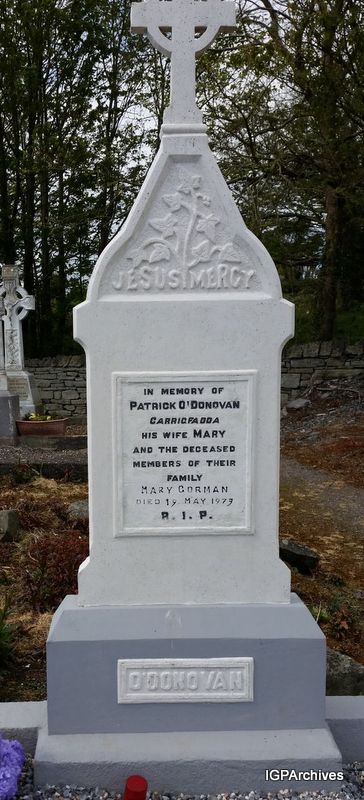 JESUS MERCY
IN MEMORY OF
PATRICK O'DONOVAN
CARRIGFADDA
HIS WIFE MARY
AND THE DECEASED
MEMBERS OF THEIR
FAMILY
MARY GORMAN
DIED 19 MAY 1979
R. I. P.
O'DONOVAN
IGPArchives